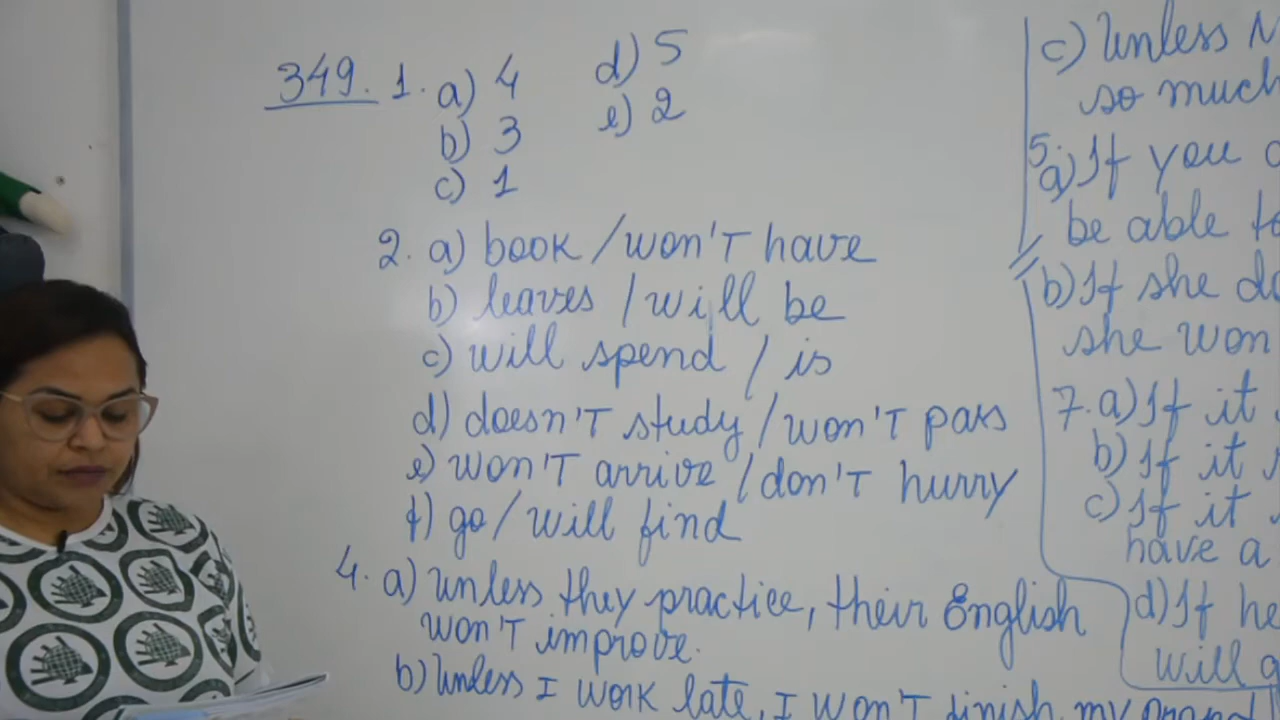 349. 1. a) 4
b) 3
c) 1
d) 5
e) 2
2. a) book / won't have
b) leaves / will be
c) will spend / is
d) doesn't study / won't pass
e) won't arrive / don't hurry
f) go / will find
4. a) Unless they practice, their English
won't improve.
b) Unless I work late, I won't finish my
c) Unless
so much
5. a) If you
be able to
b) If she
she won
7. a) If it
b) If it
c) If it
have a
d) If he
will